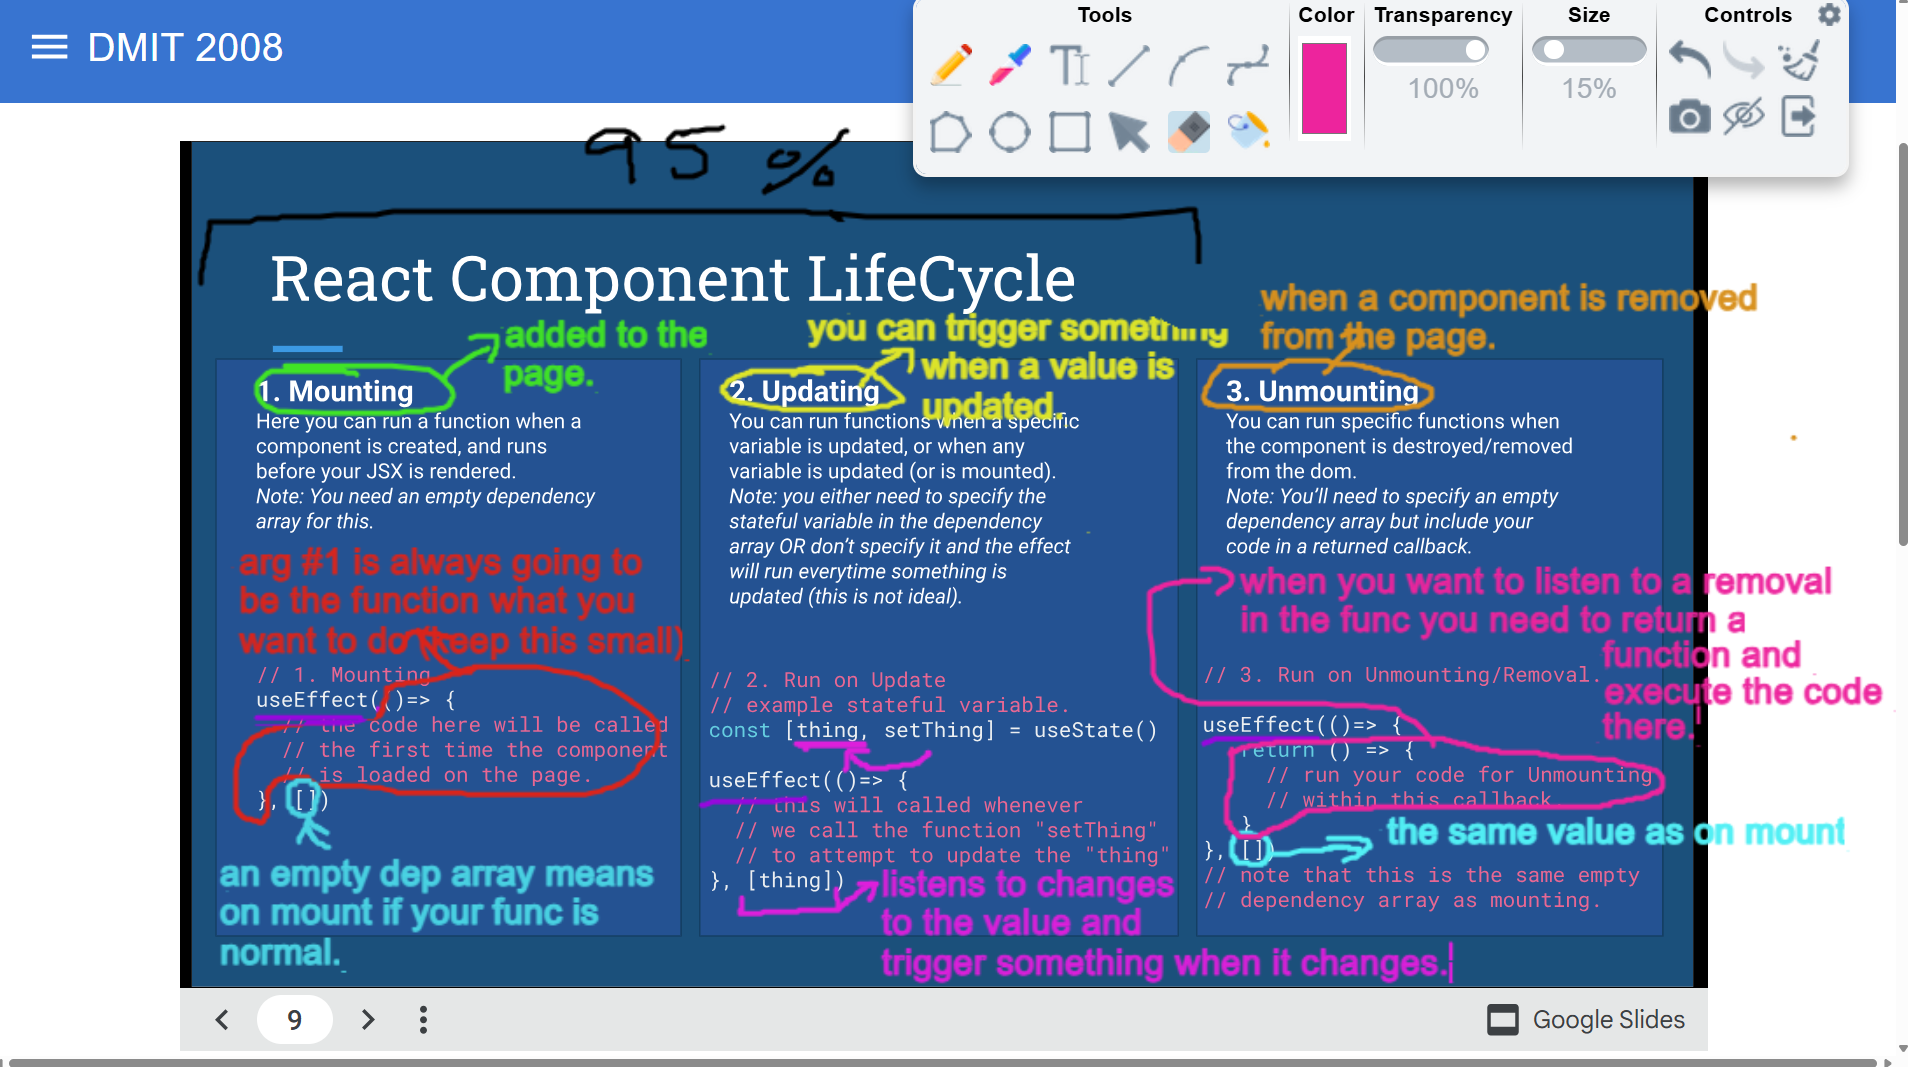 DMIT 2008
Tools
Color
Transparency
Size
Controls
100%
15%
95 %
React Component LifeCycle
added to the
page.
you can trigger something
when a value is
updated.
when a component is removed
from the page.
1. Mounting
Here you can run a function when a
component is created, and runs
before your JSX is rendered.
Note: You need an empty dependency
array for this.
arg #1 is always going to
be the function what you
want to do (keep this small)
// 1. Mounting
useEffect(()=> {
// the code here will be called
// the first time the component
// is loaded on the page.
}, [])
an empty dep array means
on mount if your func is
normal.
2. Updating
You can run functions when a specific
variable is updated, or when any
variable is updated (or is mounted).
Note: you either need to specify the
stateful variable in the dependency
array OR don't specify it and the effect
will run everytime something is
updated (this is not ideal).
// 2. Run on Update
// example stateful variable.
const [thing, setThing] = useState()
useEffect(()=> {
// this will called whenever
// we call the function "setThing"
// to attempt to update the "thing"
}, [thing])
listens to changes
to the value and
trigger something when it changes.
3. Unmounting
You can run specific functions when
the component is destroyed/removed
from the dom.
Note: You'll need to specify an empty
dependency array but include your
code in a returned callback.
when you want to listen to a removal
in the func you need to return a
function and
execute the code
there.
// 3. Run on Unmounting/Removal.
useEffect(()=> {
return () => {
// run your code for Unmounting
// within this callback
}
}, [])
the same value as on mount
// note that this is the same empty
// dependency array as mounting.
9
Google Slides